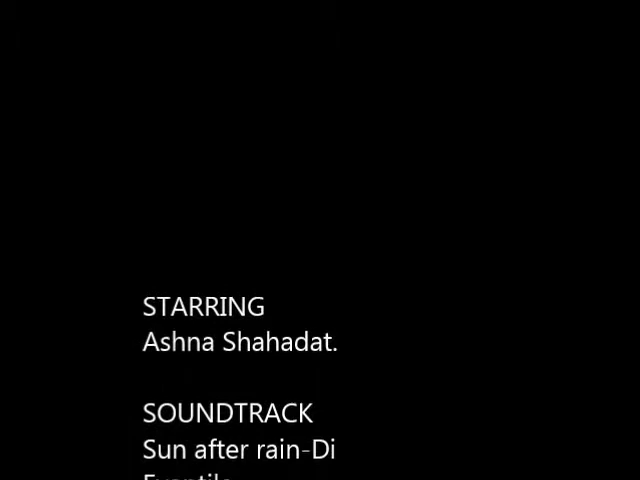 STARRING
Ashna Shahadat.
SOUNDTRACK
Sun after rain-Di